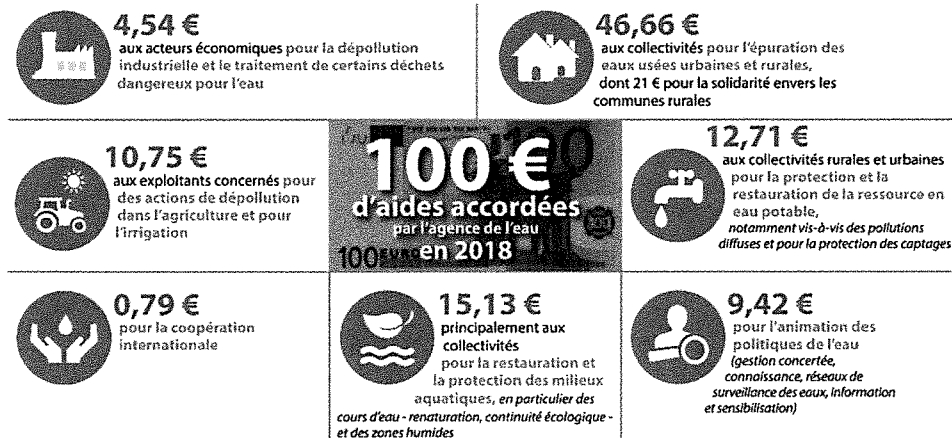 4,54 €
aux acteurs économiques pour la dépollution
industrielle et le traitement de certains déchets
dangereux pour l'eau
46,66 €
aux collectivités pour l'épuration des
eaux usées urbaines et rurales,
dont 21 € pour la solidarité envers les
communes rurales
10,75 €
aux exploitants concernés pour
des actions de dépollution
dans l'agriculture et pour
l'irrigation
100 €
d'aides accordées
par l'agence de l'eau
en 2018
100 EURO
12,71 €
aux collectivités rurales et urbaines
pour la protection et la
restauration de la ressource en
eau potable,
notamment vis-à-vis des pollutions
diffuses et pour la protection des captages
0,79 €
pour la coopération
internationale
15,13 €
principalement aux
collectivités
pour la restauration et
la protection des milieux
aquatiques, en particulier des
cours d'eau - renaturation, continuité écologique -
et des zones humides
9,42 €
pour l'animation des
politiques de l'eau
(gestion concertée,
connaissance, réseaux de
surveillance des eaux, information
et sensibilisation)